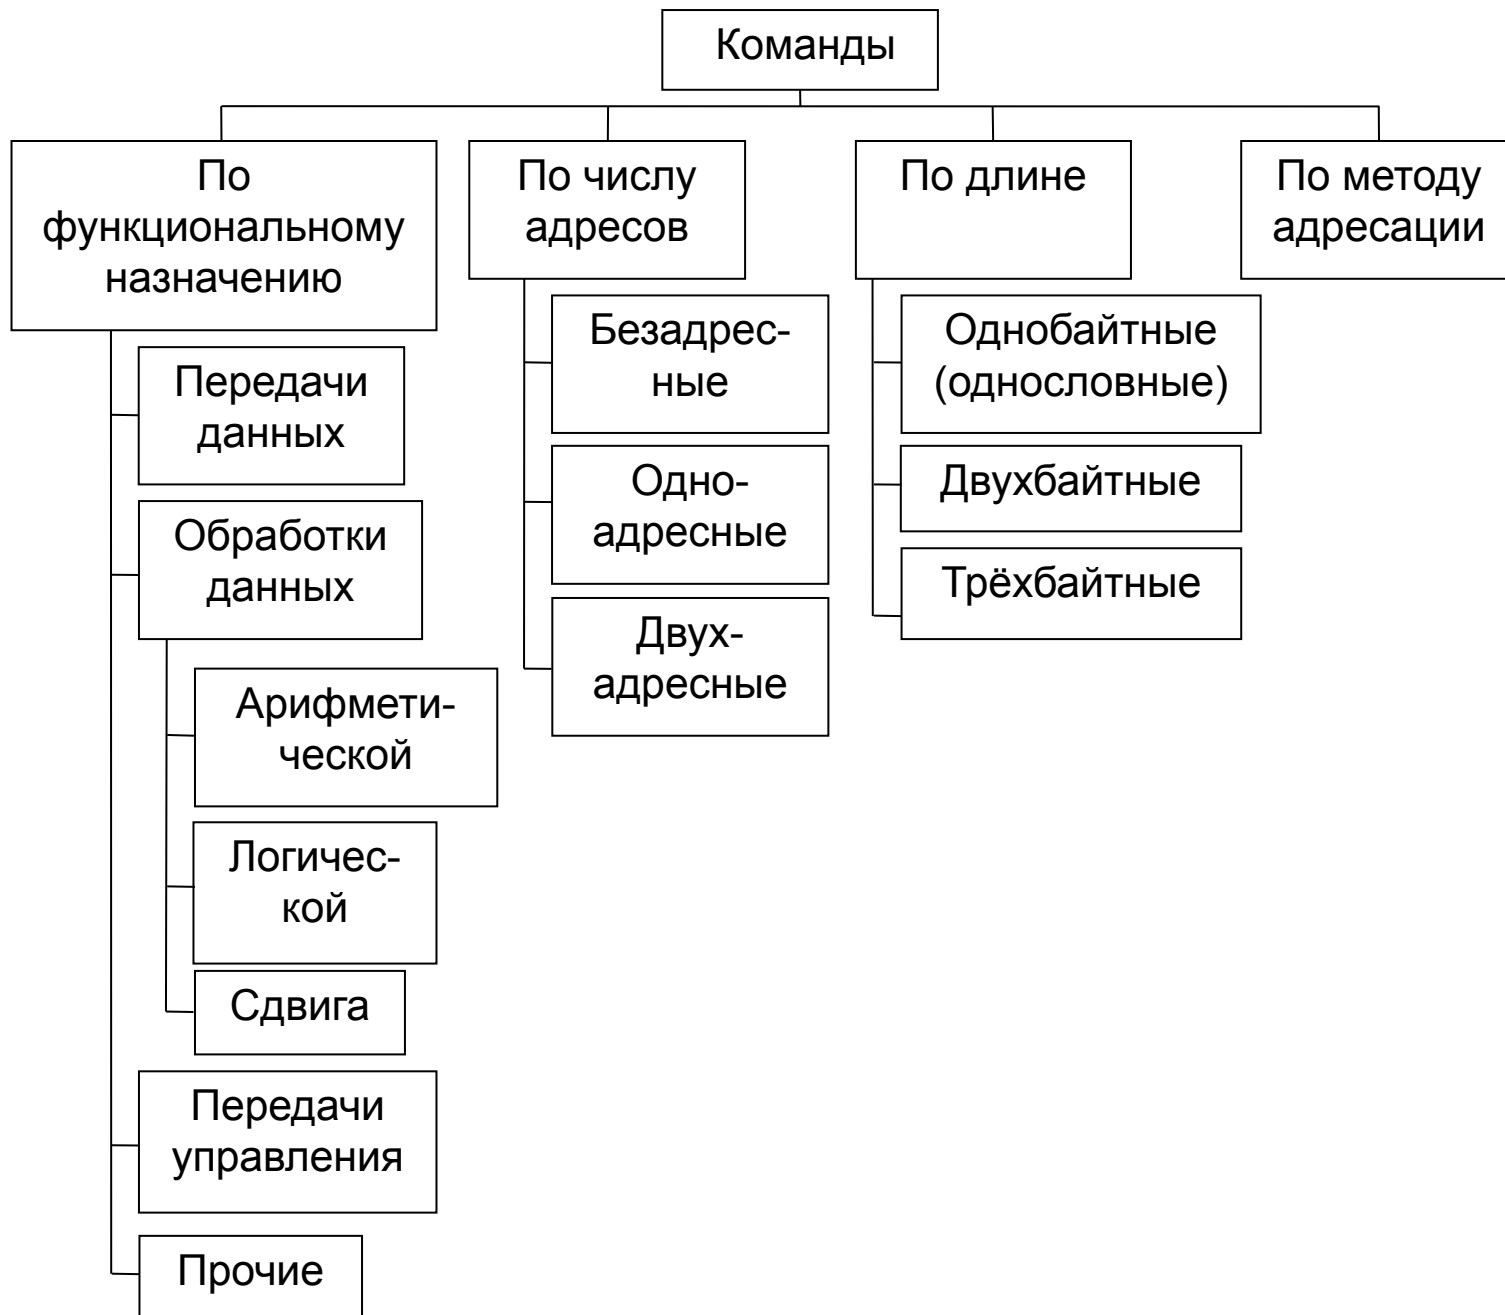 Команды
По
функциональному
назначению
По числу
адресов
По длине
По методу
адресации
Передачи
данных
Обработки
данных
Арифмети-
ческой
Логичес-
кой
Сдвига
Передачи
управления
Прочие
Безадрес-
ные
Одно-
адресные
Двух-
адресные
Однобайтные
(однословные)
Двухбайтные
Трёхбайтные